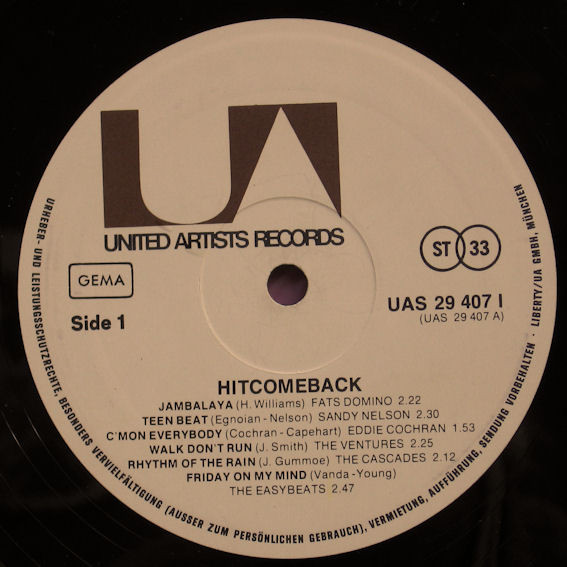 UA
UNITED ARTISTS RECORDS
GEMA
ST 33
Side 1
UAS 29 407 I
(UAS 29 407 A)
HITCOMEBACK
JAMBALAYA (H. Williams) FATS DOMINO 2.22
TEEN BEAT (Egnoian - Nelson) SANDY NELSON 2.30
C'MON EVERYBODY (Cochran - Capehart) EDDIE COCHRAN 1.53
WALK DON'T RUN (J. Smith) THE VENTURES 2.25
RHYTHM OF THE RAIN (J. Gummoe) THE CASCADES 2.12
FRIDAY ON MY MIND (Vanda - Young)
THE EASYBEATS 2.47
URHEBER- UND LEISTUNGSSCHUTZRECHTE, BESONDERS VERVIELFÄLTIGUNG (AUSSER ZUM PERSÖNLICHEN GEBRAUCH), VERMIETUNG, AUFFÜHRUNG, SENDUNG VORBEHALTEN · LIBERTY/UA GMBH, MÜNCHEN